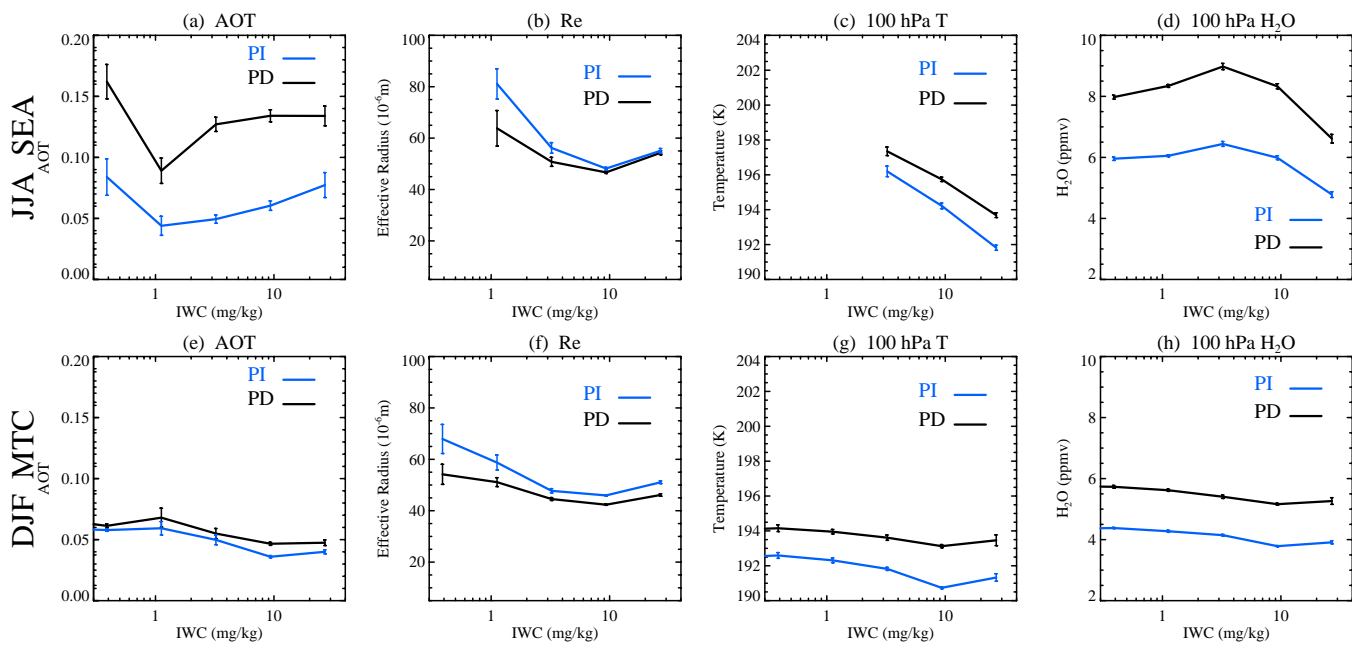 (a) AOT
(b) Re
(c) 100 hPa T
(d) 100 hPa H₂O
JJA SEA
AOT
0.20
0.15
0.10
0.05
0.00
PI
PD
1 10
IWC (mg/kg)
Effective Radius (10⁻⁶m)
100
80
60
40
20
PI
PD
1 10
IWC (mg/kg)
Temperature (K)
204
202
200
198
196
194
192
190
PI
PD
1 10
IWC (mg/kg)
H₂O (ppmv)
10
8
6
4
2
PI
PD
1 10
IWC (mg/kg)
(e) AOT
(f) Re
(g) 100 hPa T
(h) 100 hPa H₂O
DJF MTC
AOT
0.20
0.15
0.10
0.05
0.00
PI
PD
1 10
IWC (mg/kg)
Effective Radius (10⁻⁶m)
100
80
60
40
20
PI
PD
1 10
IWC (mg/kg)
Temperature (K)
204
202
200
198
196
194
192
190
PI
PD
1 10
IWC (mg/kg)
H₂O (ppmv)
10
8
6
4
2
PI
PD
1 10
IWC (mg/kg)